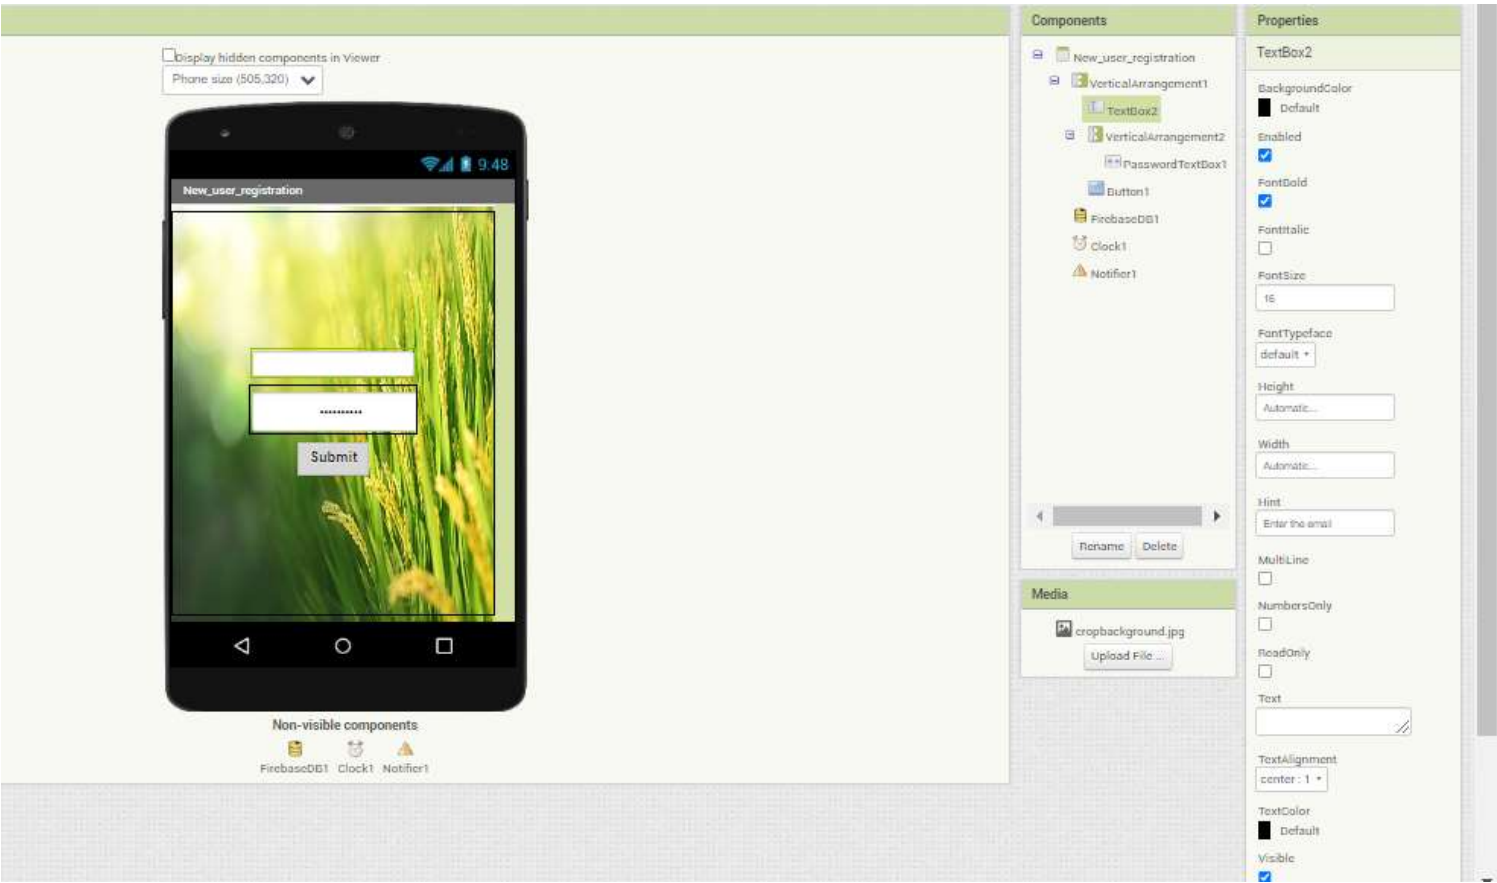 Display hidden components in Viewer
Phone size (505,320)
9:48
New_user_registration
Submit
Non-visible components
FirebaseDB1 Clock1 Notifier1
Components
New_user_registration
VerticalArrangement1
TextBox2
VerticalArrangement2
PasswordTextBox1
Button1
FirebaseDB1
Clock1
Notifier1
Rename Delete
Media
cropbackground.jpg
Upload File ...
Properties
TextBox2
BackgroundColor
Default
Enabled
FontBold
FontItalic
FontSize
16
FontTypeface
default
Height
Automatic...
Width
Automatic...
Hint
Enter the email
MultiLine
NumbersOnly
ReadOnly
Text
TextAlignment
center : 1
TextColor
Default
Visible